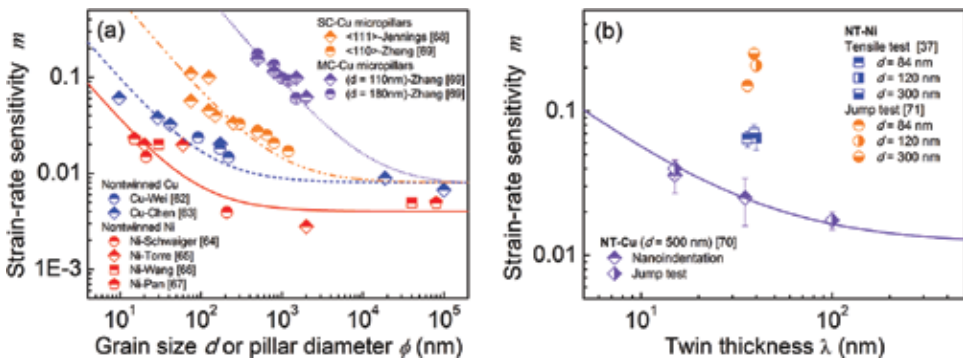 (a)
SC-Cu micropillars
<111>-Jennings [68]
<110>-Zhang [69]
MC-Cu micropillars
(d = 110nm)-Zhang [69]
(d = 180nm)-Zhang [69]
0.1
0.01
1E-3
Strain-rate sensitivity m
Nontwinned Cu
Cu-Wei [62]
Cu-Chen [63]
Nontwinned Ni
Ni-Schwaiger [64]
Ni-Torre [65]
Ni-Wang [66]
Ni-Pan [67]
10¹ 10² 10³ 10⁴ 10⁵
Grain size d or pillar diameter ϕ (nm)
(b)
NT-Ni
Tensile test [37]
d = 84 nm
d = 120 nm
d = 300 nm
Jump test [71]
d = 84 nm
d = 120 nm
d = 300 nm
0.1
0.01
Strain-rate sensitivity m
NT-Cu (d = 500 nm) [70]
Nanoindentation
Jump test
10¹ 10²
Twin thickness λ (nm)